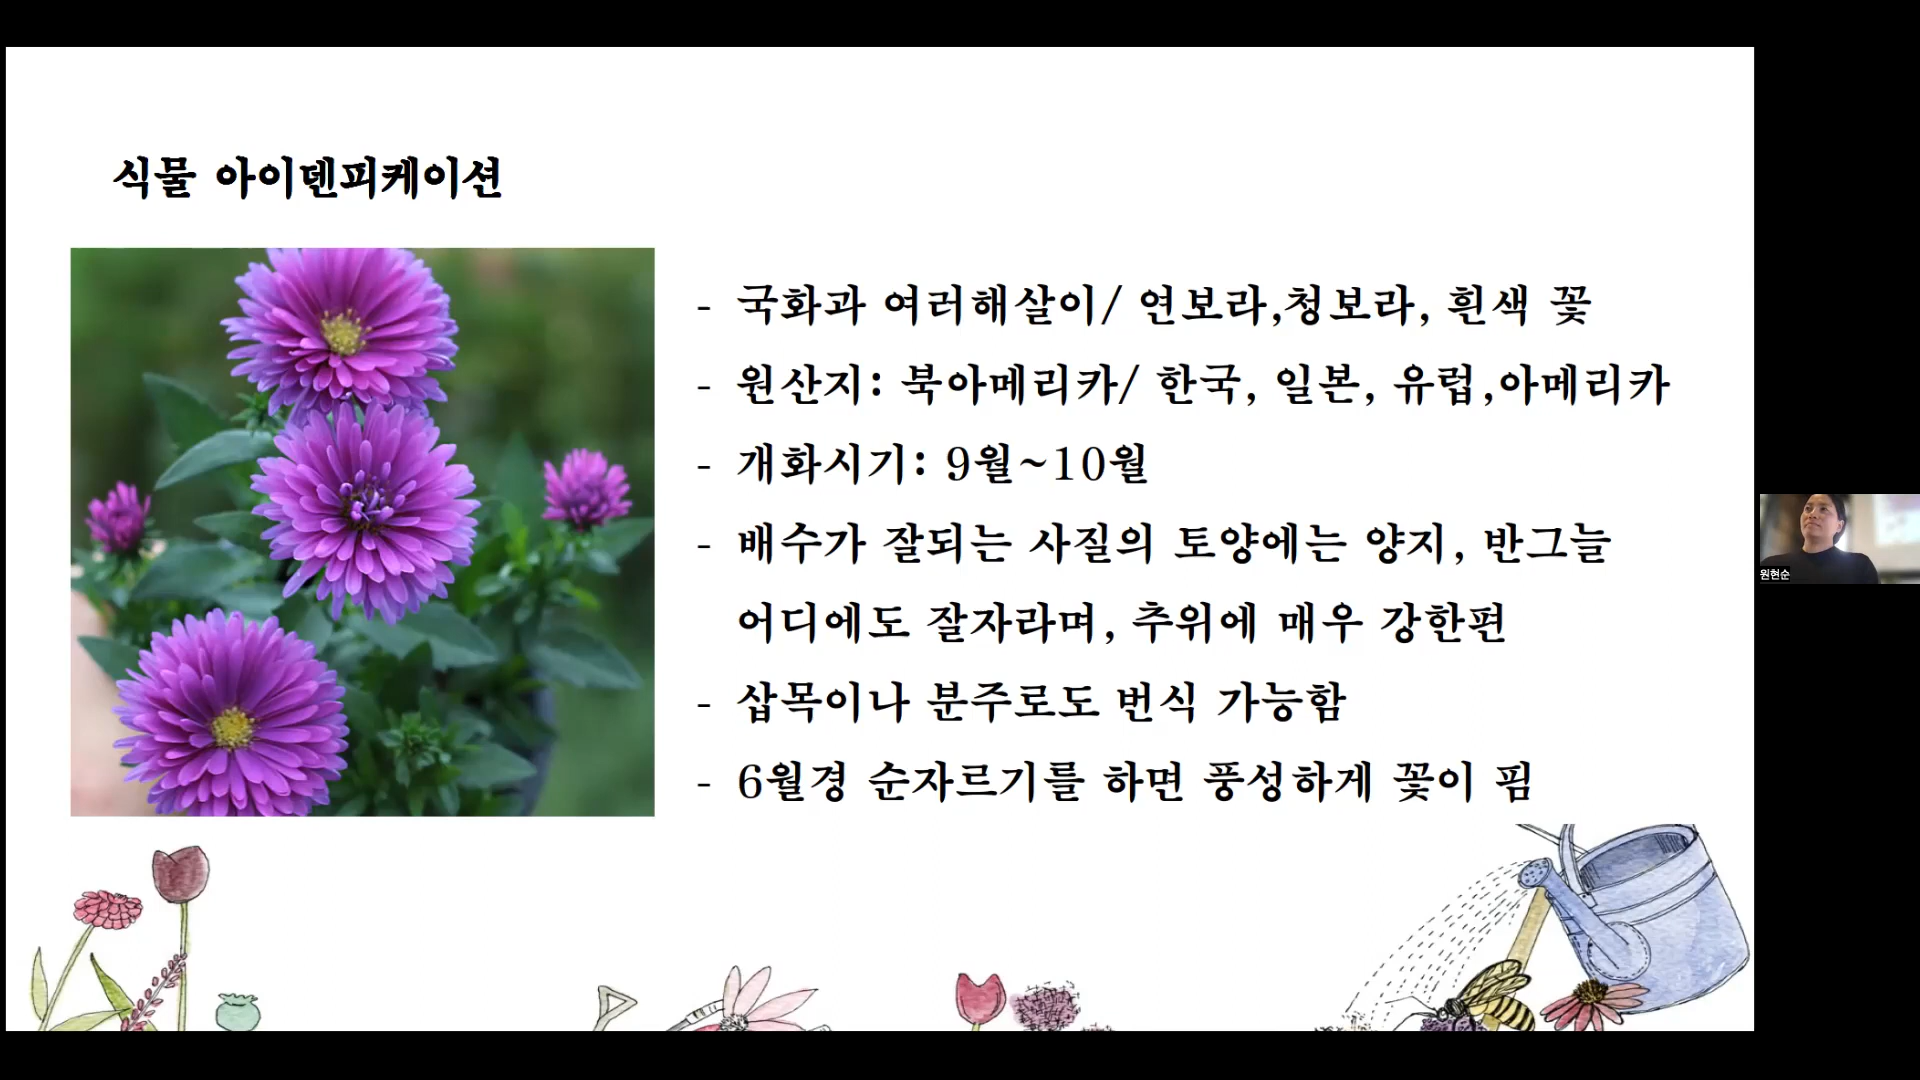 식물 아이덴피케이션
- 국화과 여러해살이/ 연보라,청보라, 흰색 꽃
- 원산지: 북아메리카/ 한국, 일본, 유럽,아메리카
- 개화시기: 9월~10월
- 배수가 잘되는 사질의 토양에는 양지, 반그늘
어디에도 잘자라며, 추위에 매우 강한편
- 삽목이나 분주로도 번식 가능함
- 6월경 순자르기를 하면 풍성하게 꽃이 핌
원현순